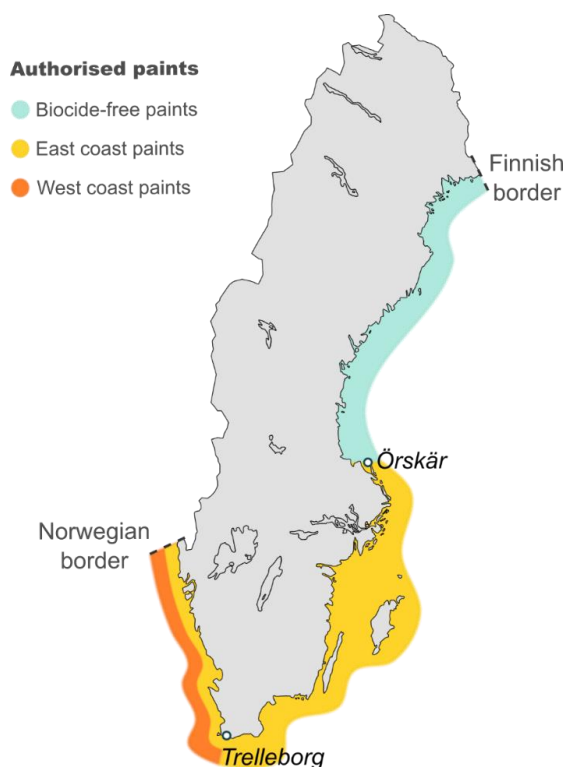 Authorised paints
Biocide-free paints
East coast paints
West coast paints
Finnish
border
Örskär
Norwegian
border
Trelleborg